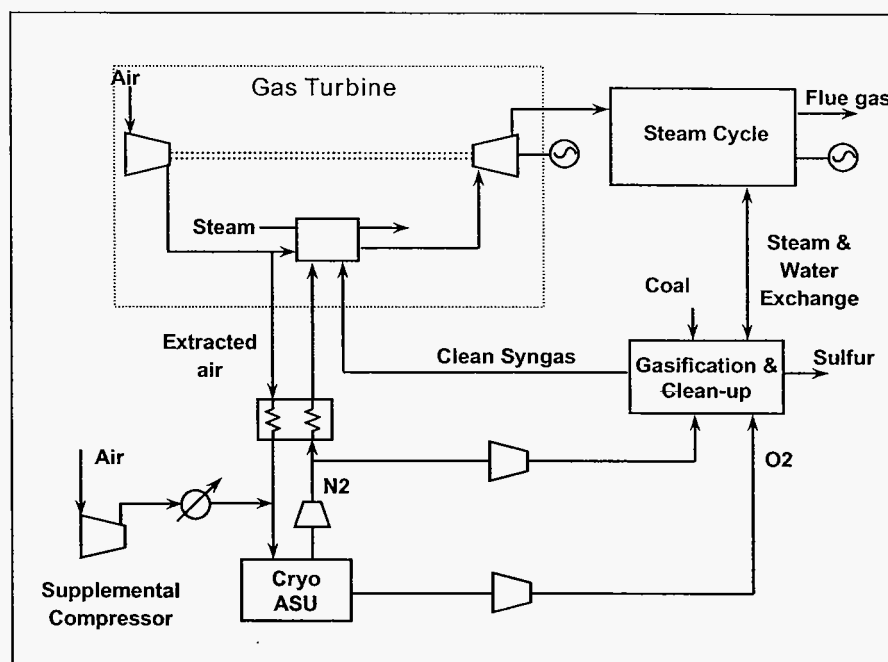 Air
Gas Turbine
Flue gas
Steam Cycle
Steam
Steam &
Water
Exchange
Coal
Extracted
air
Clean Syngas
Gasification &
Clean-up
Sulfur
Air
N2
O2
Supplemental
Compressor
Cryo
ASU